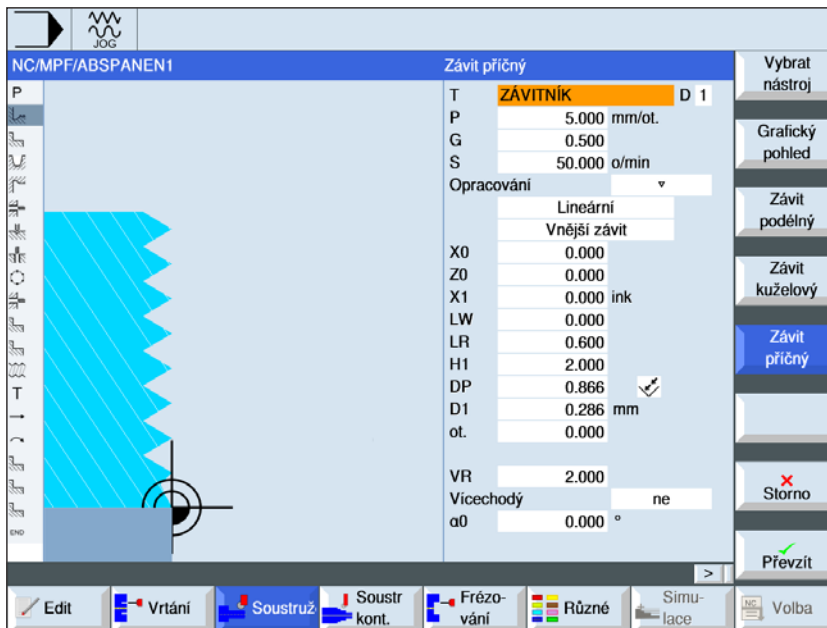 JOG
NC/MPF/ABSPANEN1
Závit příčný
P
T
END
T ZÁVITNÍK D 1
P 5.000 mm/ot.
G 0.500
S 50.000 o/min
Opracování ▿
Lineární
Vnější závit
X0 0.000
Z0 0.000
X1 0.000 ink
LW 0.000
LR 0.600
H1 2.000
DP 0.866
D1 0.286 mm
ot. 0.000
VR 2.000
Vícechodý ne
α0 0.000 °
>
Vybrat
nástroj
Grafický
pohled
Závit
podélný
Závit
kuželový
Závit
příčný
Storno
Převzít
Edit
Vrtání
Soustruž
Soustr
kont.
Frézo-
vání
Různé
Simu-
lace
NC
Volba